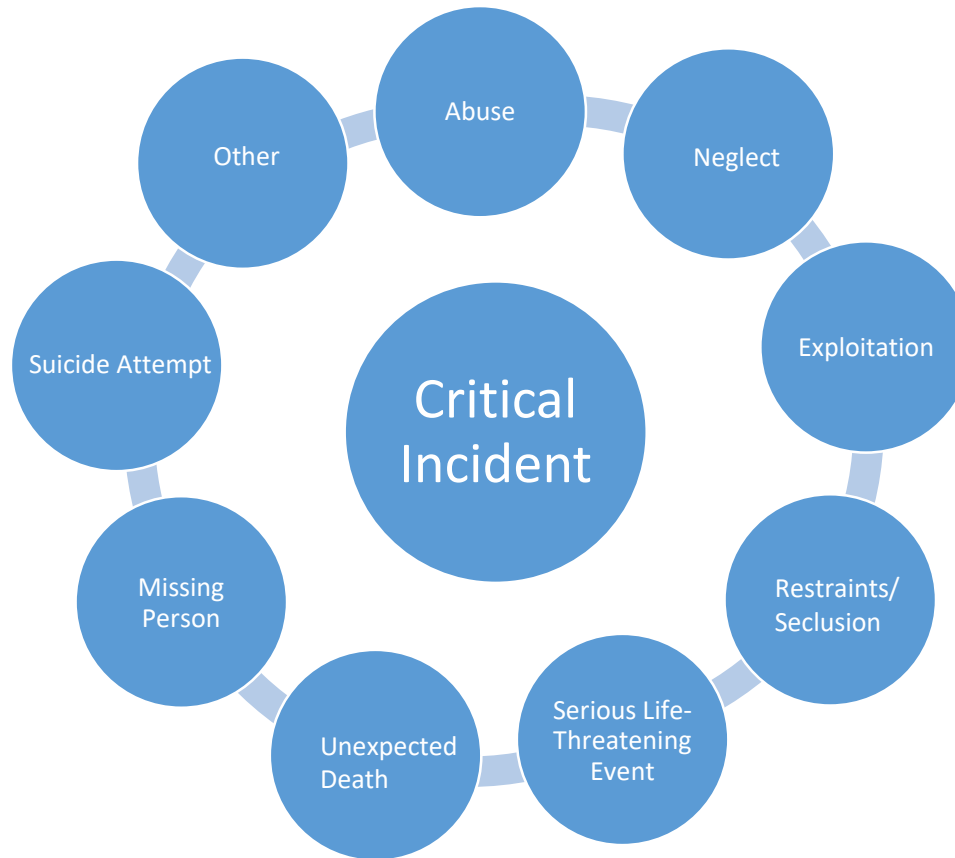 Abuse
Neglect
Exploitation
Restraints/
Seclusion
Serious Life-
Threatening
Event
Unexpected
Death
Missing
Person
Suicide Attempt
Other
Critical
Incident